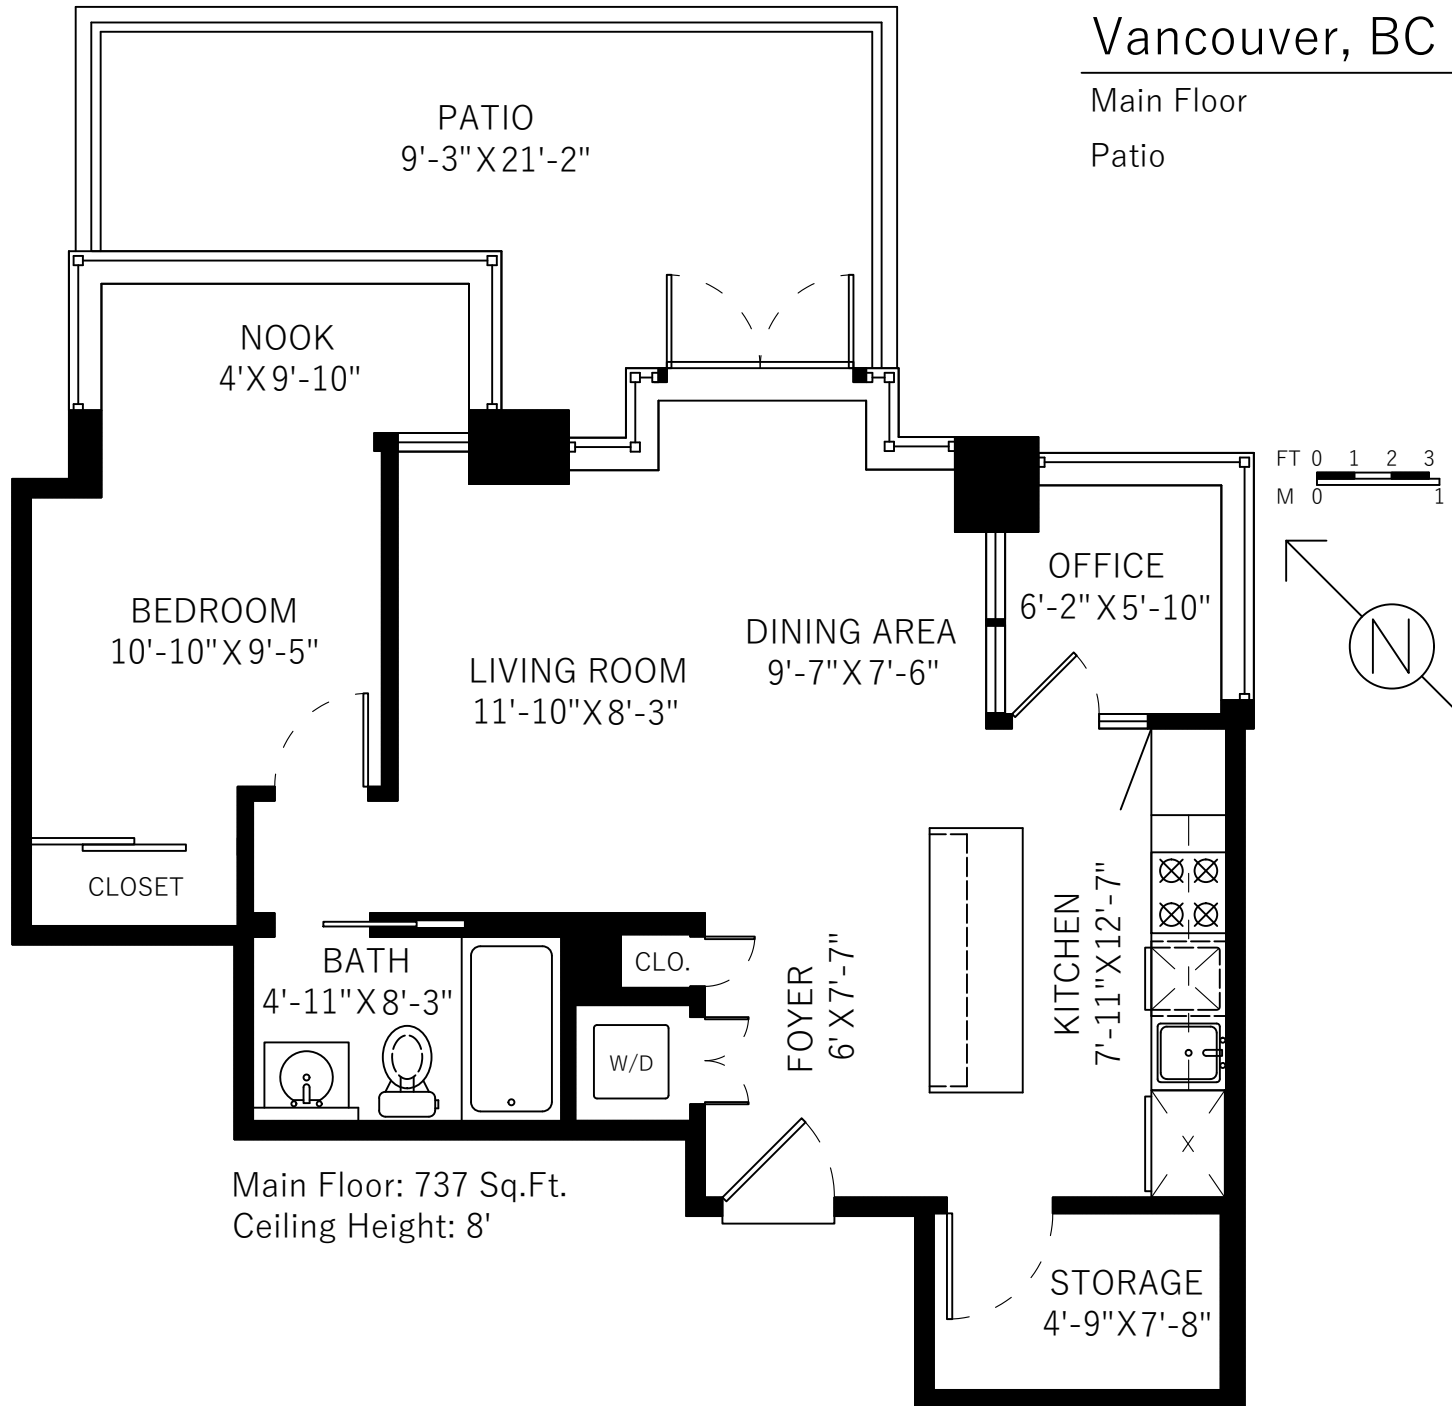 Vancouver, BC
Main Floor
Patio
PATIO
9'-3"X21'-2"
NOOK
4'X9'-10"
FT 0 1 2 3
M 0 1
N
OFFICE
6'-2"X5'-10"
BEDROOM
10'-10"X9'-5"
DINING AREA
9'-7"X7'-6"
LIVING ROOM
11'-10"X8'-3"
CLOSET
BATH
4'-11"X8'-3"
CLO.
W/D
FOYER
6'X7'-7"
KITCHEN
7'-11"X12'-7"
X
Main Floor: 737 Sq.Ft.
Ceiling Height: 8'
STORAGE
4'-9"X7'-8"